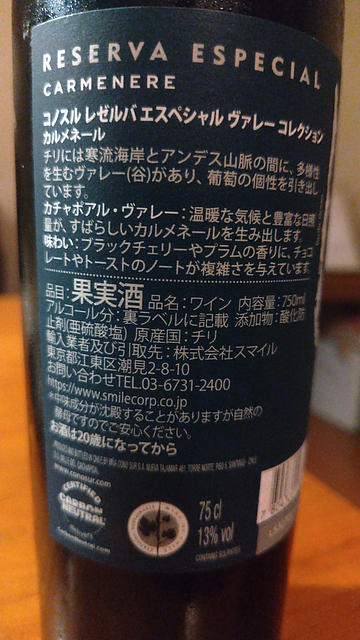 RESERVA ESPECIAL
CARMENERE
コノスル レゼルバ エスペシャル ヴァレー コレクション
カルメネール
チリには寒流海岸とアンデス山脈の間に、多様性
を生むヴァレー(谷)があり、葡萄の個性を引き出し
ています。
カチャポアル・ヴァレー：温暖な気候と豊富な日照
量が、すばらしいカルメネールを生み出します。
味わい：ブラックチェリーやプラムの香りに、チョコ
レートやトーストのノートが複雑さを与えています。
品目：果実酒 品名：ワイン 内容量：750ml
アルコール分：裏ラベルに記載 添加物：酸化防
止剤(亜硫酸塩) 原産国：チリ
輸入業者及び引取先：株式会社スマイル
東京都江東区潮見2-8-10
お問い合わせTEL.03-6731-2400
https://www.smilecorp.co.jp
※中味成分が沈殿することがありますが自然の
酵母ですのでご安心ください。
お酒は20歳になってから
www.conosur.com
CERTIFIED
CARBON
NEUTRAL
75 cl
13% vol
CONTAINS SULPHITES